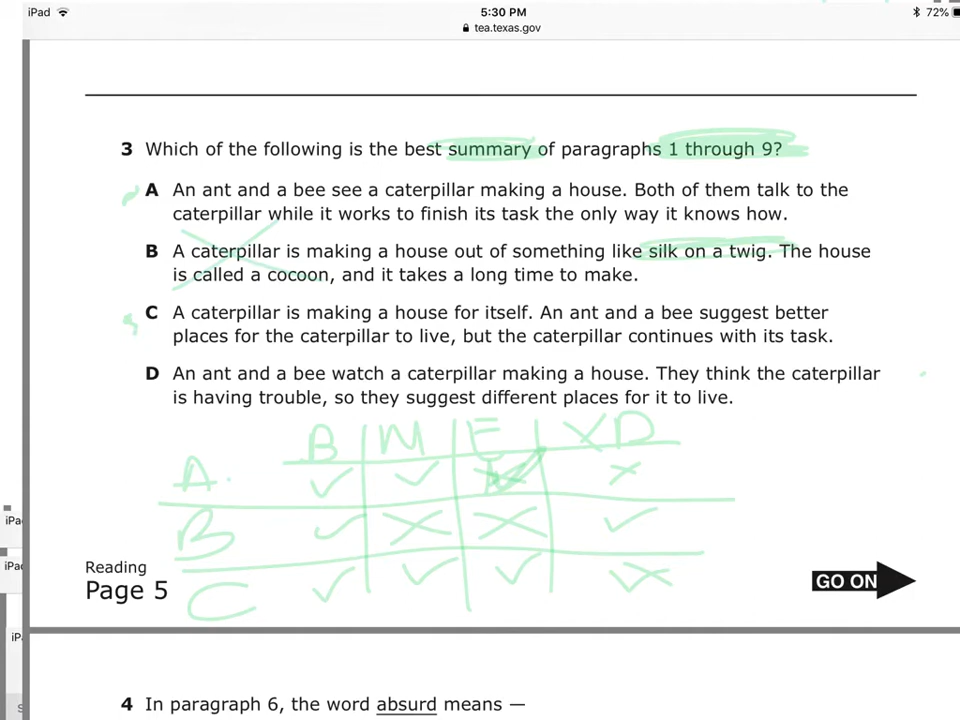 iPad 5:30 PM 72%
tea.texas.gov
3 Which of the following is the best summary of paragraphs 1 through 9?
A An ant and a bee see a caterpillar making a house. Both of them talk to the
caterpillar while it works to finish its task the only way it knows how.
B A caterpillar is making a house out of something like silk on a twig. The house
is called a cocoon, and it takes a long time to make.
C A caterpillar is making a house for itself. An ant and a bee suggest better
places for the caterpillar to live, but the caterpillar continues with its task.
D An ant and a bee watch a caterpillar making a house. They think the caterpillar
is having trouble, so they suggest different places for it to live.
B M E XD
A.
B
C
iPa
Reading
iPa
Page 5
GO ON
iP
S
4 In paragraph 6, the word absurd means —